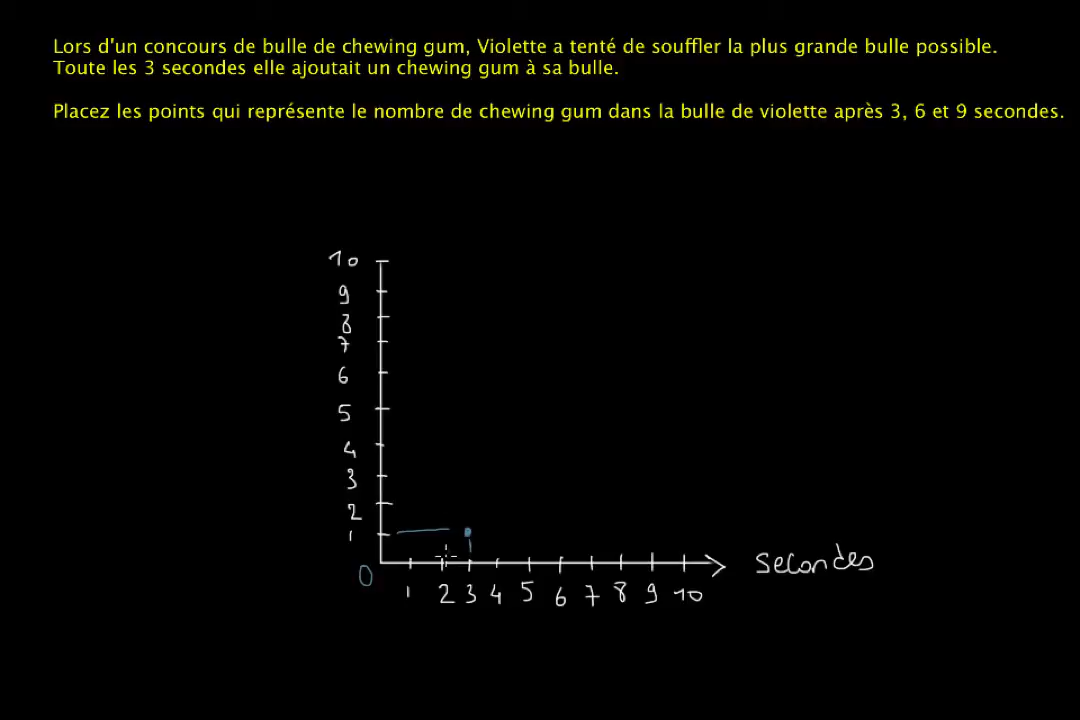 Lors d'un concours de bulle de chewing gum, Violette a tenté de souffler la plus grande bulle possible.
Toute les 3 secondes elle ajoutait un chewing gum à sa bulle.
Placez les points qui représente le nombre de chewing gum dans la bulle de violette après 3, 6 et 9 secondes.
10
9
8
7
6
5
4
3
2
1
secondes
0
1 2 3 4 5 6 7 8 9 10